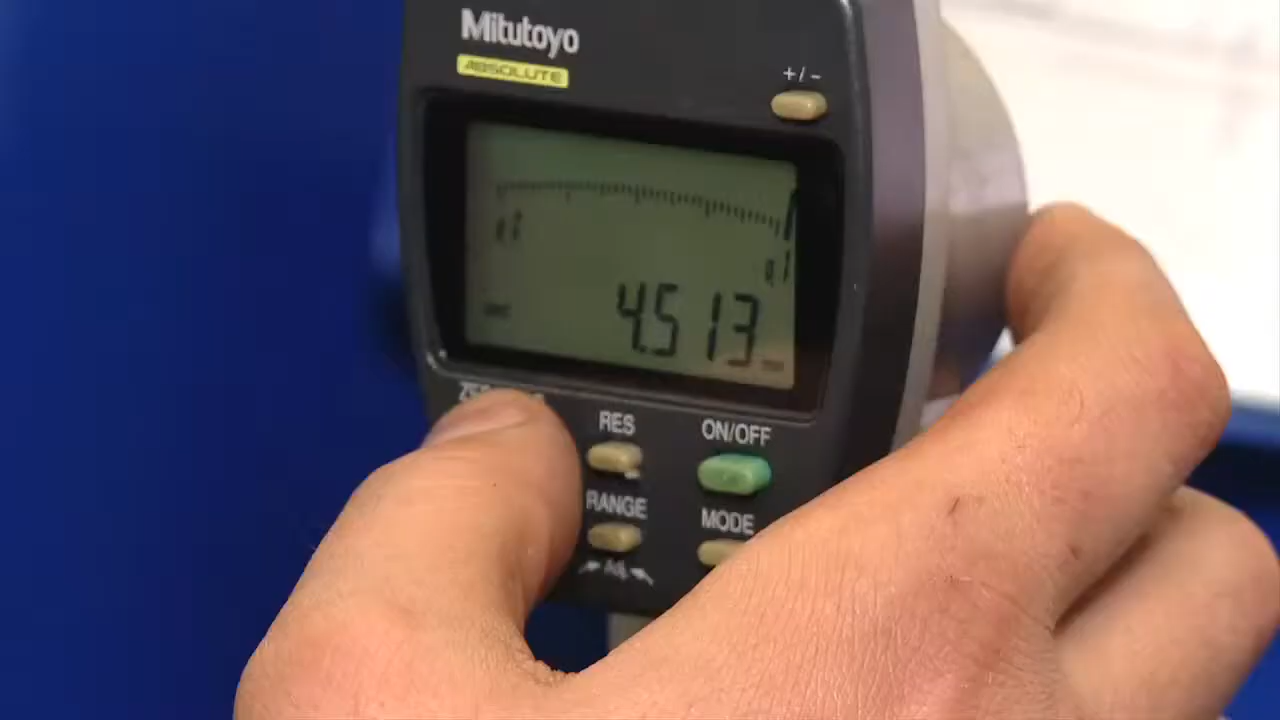 Mitutoyo
ABSOLUTE
+/-
4.513
RES
ON/OFF
RANGE
MODE